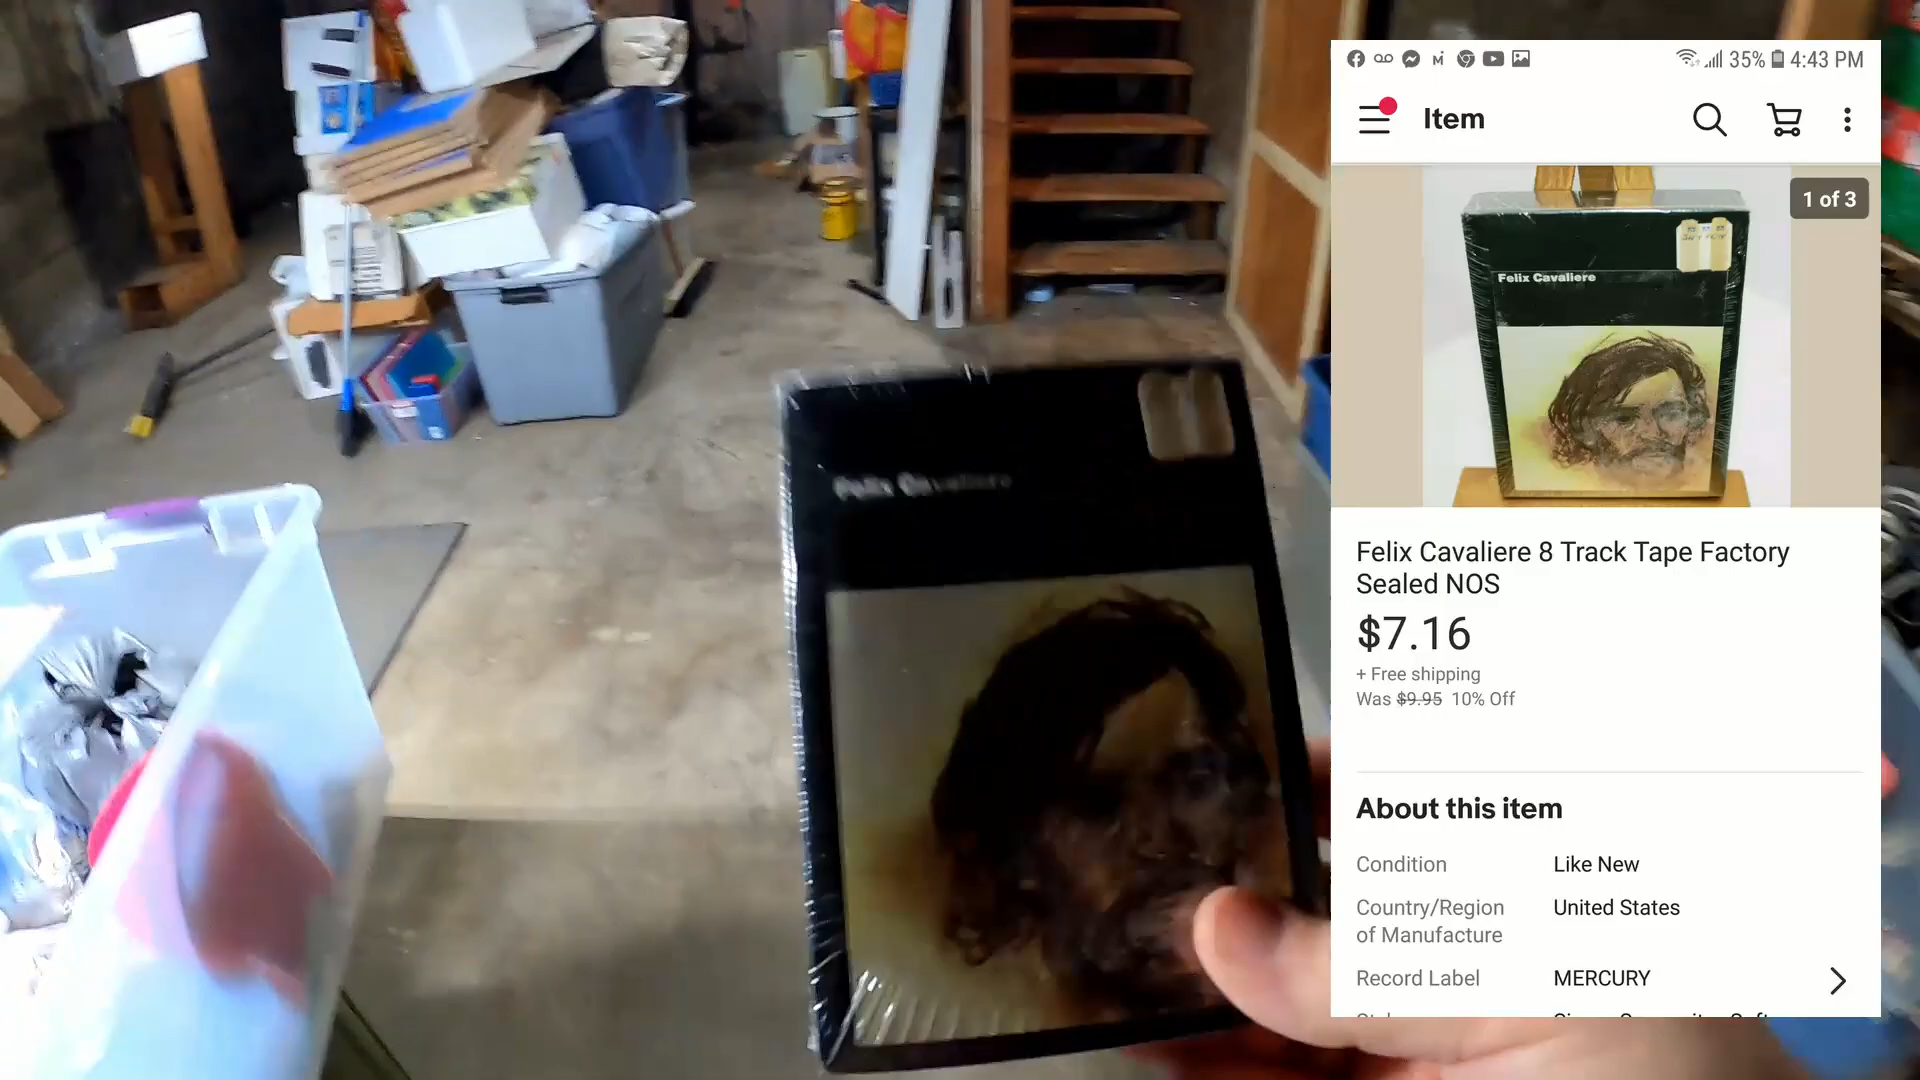 Felix Cavaliere
35% 4:43 PM
Item
1 of 3
Felix Cavaliere
Felix Cavaliere 8 Track Tape Factory
Sealed NOS
$7.16
+ Free shipping
Was $9.95 10% Off
About this item
Condition Like New
Country/Region United States
of Manufacture
Record Label MERCURY